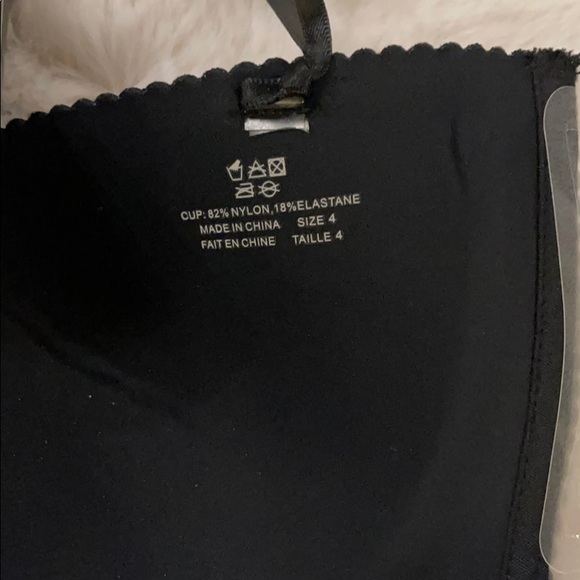 CUP: 82% NYLON,18%ELASTANE
MADE IN CHINA SIZE 4
FAIT EN CHINE TAILLE 4